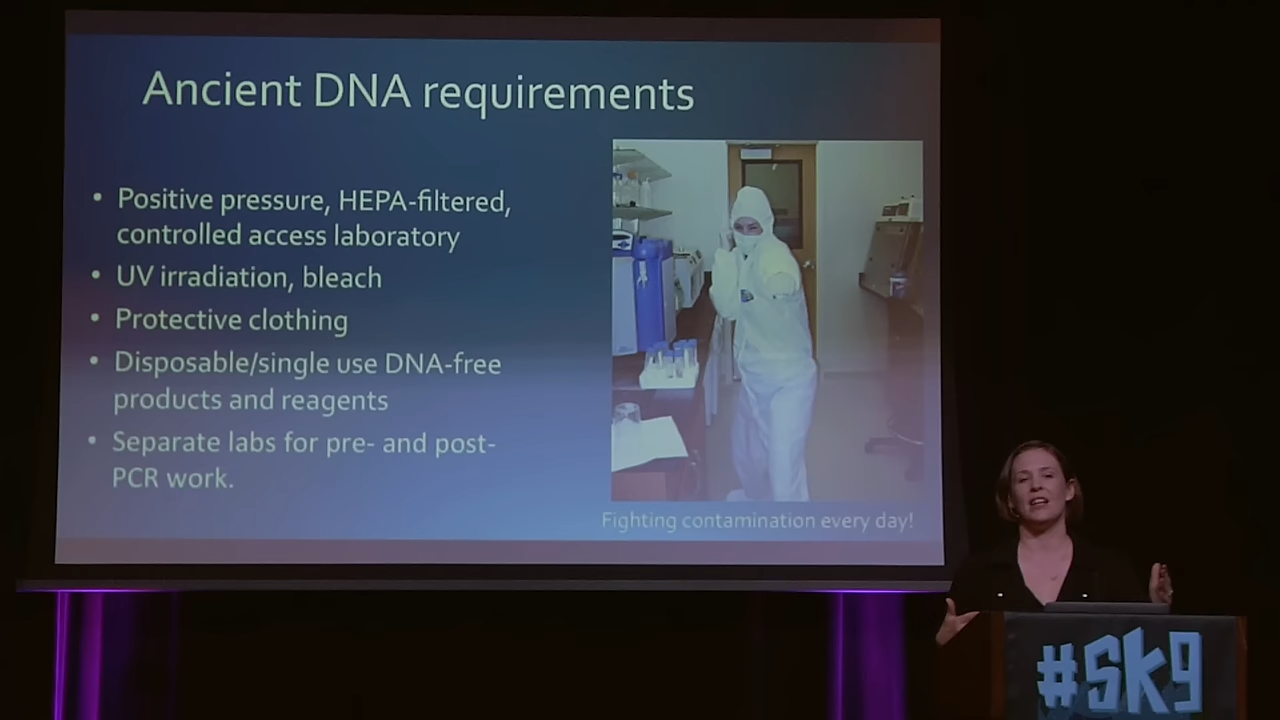 Ancient DNA requirements
• Positive pressure, HEPA-filtered,
controlled access laboratory
• UV irradiation, bleach
• Protective clothing
• Disposable/single use DNA-free
products and reagents
• Separate labs for pre- and post-
PCR work.
Fighting contamination every day!
#SK9